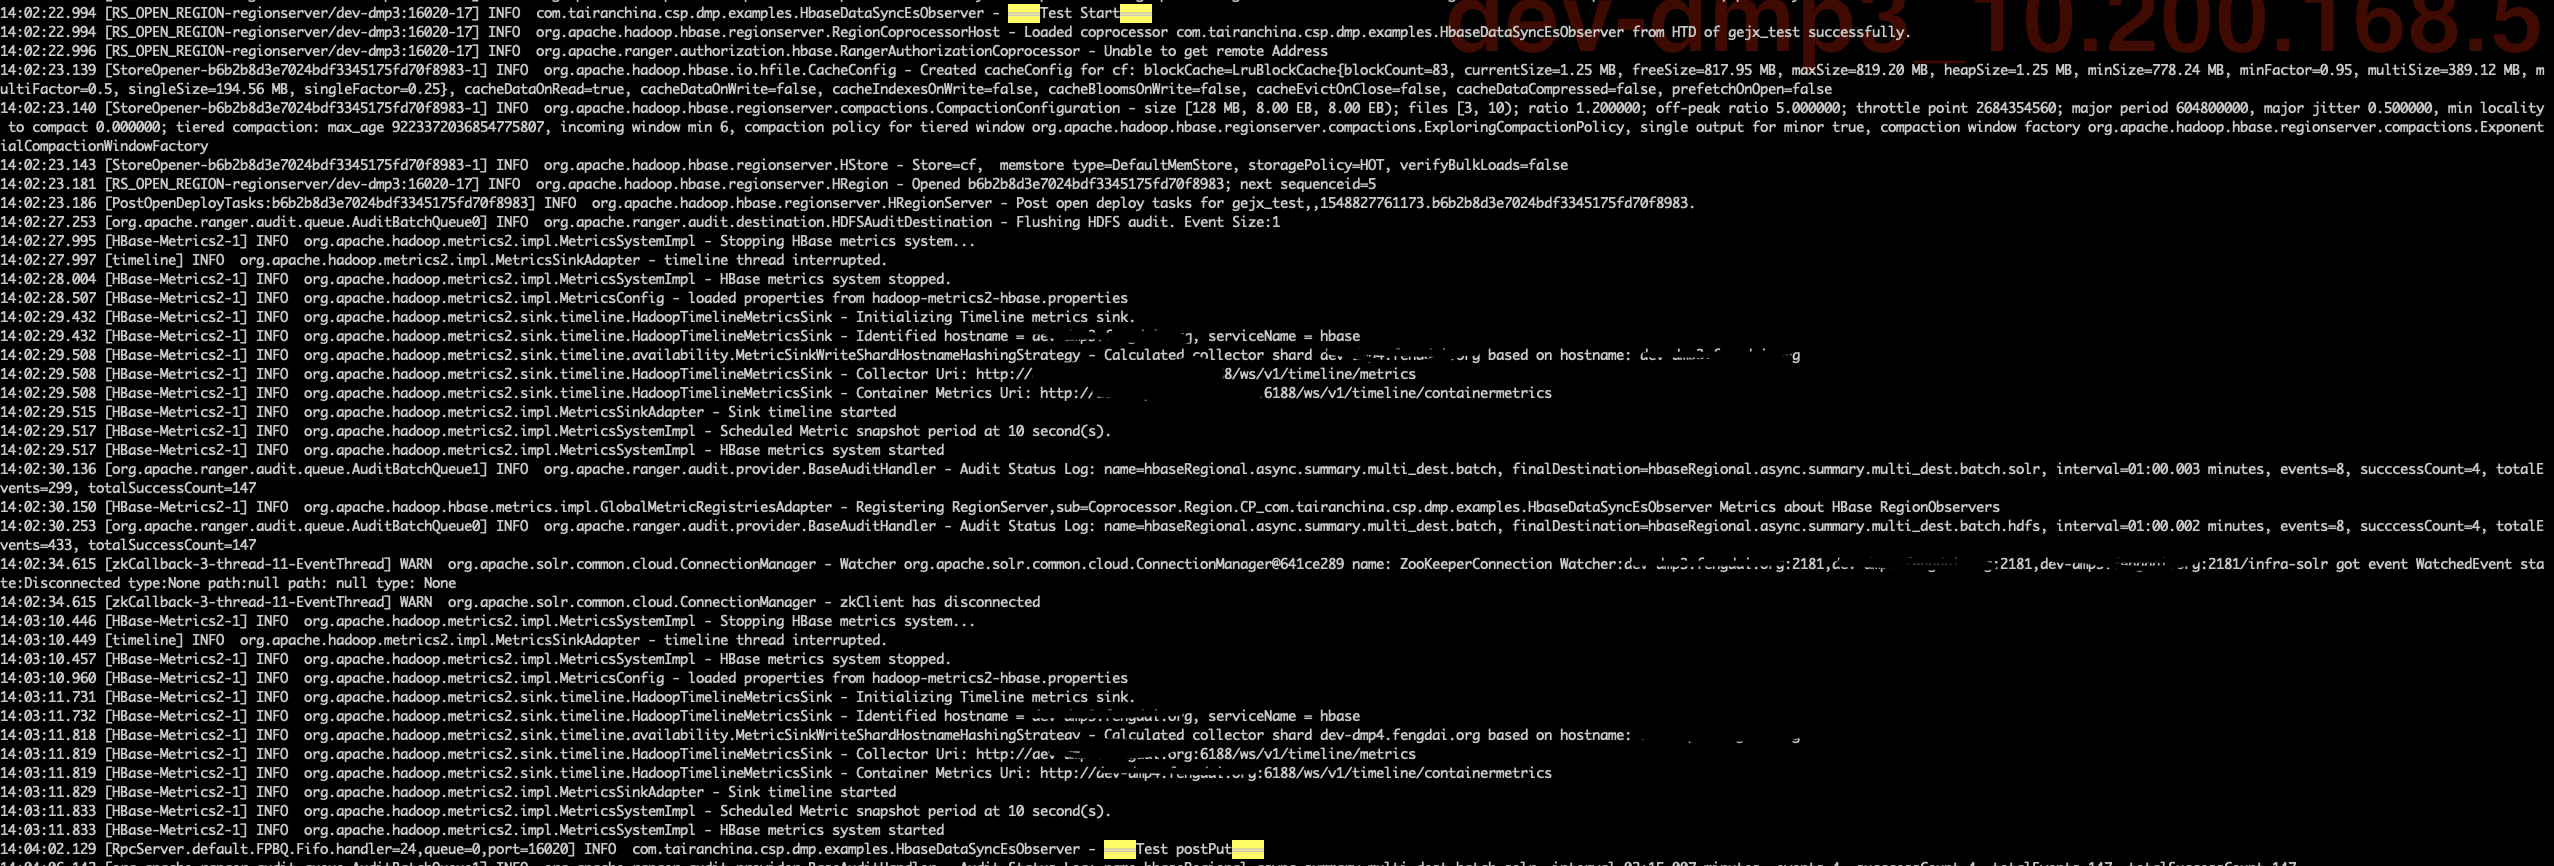 14:02:22.994 [RS_OPEN_REGION-regionserver/dev-dmp3:16020-17] INFO  com.tairanchina.csp.dmp.examples.HbaseDataSyncEsObserver - ====Test Start====
dev-dmp3_10.200.168.5
14:02:22.994 [RS_OPEN_REGION-regionserver/dev-dmp3:16020-17] INFO  org.apache.hadoop.hbase.regionserver.RegionCoprocessorHost - Loaded coprocessor com.tairanchina.csp.dmp.examples.HbaseDataSyncEsObserver from HTD of gejx_test successfully.
14:02:22.996 [RS_OPEN_REGION-regionserver/dev-dmp3:16020-17] INFO  org.apache.ranger.authorization.hbase.RangerAuthorizationCoprocessor - Unable to get remote Address
14:02:23.139 [StoreOpener-b6b2b8d3e7024bdf3345175fd70f8983-1] INFO  org.apache.hadoop.hbase.io.hfile.CacheConfig - Created cacheConfig for cf: blockCache=LruBlockCache{blockCount=83, currentSize=1.25 MB, freeSize=817.95 MB, maxSize=819.20 MB, heapSize=1.25 MB, minSize=778.24 MB, minFactor=0.95, multiSize=389.12 MB, m
ultiFactor=0.5, singleSize=194.56 MB, singleFactor=0.25}, cacheDataOnRead=true, cacheDataOnWrite=false, cacheIndexesOnWrite=false, cacheBloomsOnWrite=false, cacheEvictOnClose=false, cacheDataCompressed=false, prefetchOnOpen=false
14:02:23.140 [StoreOpener-b6b2b8d3e7024bdf3345175fd70f8983-1] INFO  org.apache.hadoop.hbase.regionserver.compactions.CompactionConfiguration - size [128 MB, 8.00 EB, 8.00 EB); files [3, 10); ratio 1.200000; off-peak ratio 5.000000; throttle point 2684354560; major period 604800000, major jitter 0.500000, min locality
 to compact 0.000000; tiered compaction: max_age 9223372036854775807, incoming window min 6, compaction policy for tiered window org.apache.hadoop.hbase.regionserver.compactions.ExploringCompactionPolicy, single output for minor true, compaction window factory org.apache.hadoop.hbase.regionserver.compactions.Exponent
ialCompactionWindowFactory
14:02:23.143 [StoreOpener-b6b2b8d3e7024bdf3345175fd70f8983-1] INFO  org.apache.hadoop.hbase.regionserver.HStore - Store=cf,  memstore type=DefaultMemStore, storagePolicy=HOT, verifyBulkLoads=false
14:02:23.181 [RS_OPEN_REGION-regionserver/dev-dmp3:16020-17] INFO  org.apache.hadoop.hbase.regionserver.HRegion - Opened b6b2b8d3e7024bdf3345175fd70f8983; next sequenceid=5
14:02:23.186 [PostOpenDeployTasks:b6b2b8d3e7024bdf3345175fd70f8983] INFO  org.apache.hadoop.hbase.regionserver.HRegionServer - Post open deploy tasks for gejx_test,,1548827761173.b6b2b8d3e7024bdf3345175fd70f8983.
14:02:27.253 [org.apache.ranger.audit.queue.AuditBatchQueue0] INFO  org.apache.ranger.audit.destination.HDFSAuditDestination - Flushing HDFS audit. Event Size:1
14:02:27.995 [HBase-Metrics2-1] INFO  org.apache.hadoop.metrics2.impl.MetricsSystemImpl - Stopping HBase metrics system...
14:02:27.997 [timeline] INFO  org.apache.hadoop.metrics2.impl.MetricsSinkAdapter - timeline thread interrupted.
14:02:28.004 [HBase-Metrics2-1] INFO  org.apache.hadoop.metrics2.impl.MetricsSystemImpl - HBase metrics system stopped.
14:02:28.507 [HBase-Metrics2-1] INFO  org.apache.hadoop.metrics2.impl.MetricsConfig - loaded properties from hadoop-metrics2-hbase.properties
14:02:29.432 [HBase-Metrics2-1] INFO  org.apache.hadoop.metrics2.sink.timeline.HadoopTimelineMetricsSink - Initializing Timeline metrics sink.
14:02:29.432 [HBase-Metrics2-1] INFO  org.apache.hadoop.metrics2.sink.timeline.HadoopTimelineMetricsSink - Identified hostname = , serviceName = hbase
14:02:29.508 [HBase-Metrics2-1] INFO  org.apache.hadoop.metrics2.sink.timeline.availability.MetricSinkWriteShardHostnameHashingStrategy - Calculated collector shard based on hostname:
14:02:29.508 [HBase-Metrics2-1] INFO  org.apache.hadoop.metrics2.sink.timeline.HadoopTimelineMetricsSink - Collector Uri: http:// 8/ws/v1/timeline/metrics
14:02:29.508 [HBase-Metrics2-1] INFO  org.apache.hadoop.metrics2.sink.timeline.HadoopTimelineMetricsSink - Container Metrics Uri: http:// :6188/ws/v1/timeline/containermetrics
14:02:29.515 [HBase-Metrics2-1] INFO  org.apache.hadoop.metrics2.impl.MetricsSinkAdapter - Sink timeline started
14:02:29.517 [HBase-Metrics2-1] INFO  org.apache.hadoop.metrics2.impl.MetricsSystemImpl - Scheduled Metric snapshot period at 10 second(s).
14:02:29.517 [HBase-Metrics2-1] INFO  org.apache.hadoop.metrics2.impl.MetricsSystemImpl - HBase metrics system started
14:02:30.136 [org.apache.ranger.audit.queue.AuditBatchQueue1] INFO  org.apache.ranger.audit.provider.BaseAuditHandler - Audit Status Log: name=hbaseRegional.async.summary.multi_dest.batch, finalDestination=hbaseRegional.async.summary.multi_dest.batch.solr, interval=01:00.003 minutes, events=8, succcessCount=4, totalE
vents=299, totalSuccessCount=147
14:02:30.150 [HBase-Metrics2-1] INFO  org.apache.hadoop.hbase.metrics.impl.GlobalMetricRegistriesAdapter - Registering RegionServer,sub=Coprocessor.Region.CP_com.tairanchina.csp.dmp.examples.HbaseDataSyncEsObserver Metrics about HBase RegionObservers
14:02:30.253 [org.apache.ranger.audit.queue.AuditBatchQueue0] INFO  org.apache.ranger.audit.provider.BaseAuditHandler - Audit Status Log: name=hbaseRegional.async.summary.multi_dest.batch, finalDestination=hbaseRegional.async.summary.multi_dest.batch.hdfs, interval=01:00.002 minutes, events=8, succcessCount=4, totalE
vents=433, totalSuccessCount=147
14:02:34.615 [zkCallback-3-thread-11-EventThread] WARN  org.apache.solr.common.cloud.ConnectionManager - Watcher org.apache.solr.common.cloud.ConnectionManager@641ce289 name: ZooKeeperConnection Watcher: :2181, :2181, :2181/infra-solr got event WatchedEvent sta
te:Disconnected type:None path:null path: null type: None
14:02:34.615 [zkCallback-3-thread-11-EventThread] WARN  org.apache.solr.common.cloud.ConnectionManager - zkClient has disconnected
14:03:10.446 [HBase-Metrics2-1] INFO  org.apache.hadoop.metrics2.impl.MetricsSystemImpl - Stopping HBase metrics system...
14:03:10.449 [timeline] INFO  org.apache.hadoop.metrics2.impl.MetricsSinkAdapter - timeline thread interrupted.
14:03:10.457 [HBase-Metrics2-1] INFO  org.apache.hadoop.metrics2.impl.MetricsSystemImpl - HBase metrics system stopped.
14:03:10.960 [HBase-Metrics2-1] INFO  org.apache.hadoop.metrics2.impl.MetricsConfig - loaded properties from hadoop-metrics2-hbase.properties
14:03:11.731 [HBase-Metrics2-1] INFO  org.apache.hadoop.metrics2.sink.timeline.HadoopTimelineMetricsSink - Initializing Timeline metrics sink.
14:03:11.732 [HBase-Metrics2-1] INFO  org.apache.hadoop.metrics2.sink.timeline.HadoopTimelineMetricsSink - Identified hostname = , serviceName = hbase
14:03:11.818 [HBase-Metrics2-1] INFO  org.apache.hadoop.metrics2.sink.timeline.availability.MetricSinkWriteShardHostnameHashingStrategy - Calculated collector shard dev-dmp4.fengdai.org based on hostname:
14:03:11.819 [HBase-Metrics2-1] INFO  org.apache.hadoop.metrics2.sink.timeline.HadoopTimelineMetricsSink - Collector Uri: http:// .org:6188/ws/v1/timeline/metrics
14:03:11.819 [HBase-Metrics2-1] INFO  org.apache.hadoop.metrics2.sink.timeline.HadoopTimelineMetricsSink - Container Metrics Uri: http://dev-dmp4.fengdai.org:6188/ws/v1/timeline/containermetrics
14:03:11.829 [HBase-Metrics2-1] INFO  org.apache.hadoop.metrics2.impl.MetricsSinkAdapter - Sink timeline started
14:03:11.833 [HBase-Metrics2-1] INFO  org.apache.hadoop.metrics2.impl.MetricsSystemImpl - Scheduled Metric snapshot period at 10 second(s).
14:03:11.833 [HBase-Metrics2-1] INFO  org.apache.hadoop.metrics2.impl.MetricsSystemImpl - HBase metrics system started
14:04:02.129 [RpcServer.default.FPBQ.Fifo.handler=24,queue=0,port=16020] INFO  com.tairanchina.csp.dmp.examples.HbaseDataSyncEsObserver - ====Test postPut====